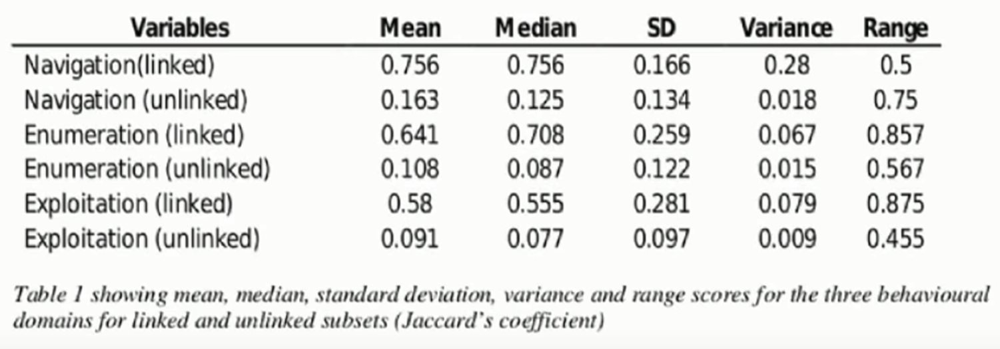 Variables Mean Median SD Variance Range
Navigation(linked) 0.756 0.756 0.166 0.28 0.5
Navigation (unlinked) 0.163 0.125 0.134 0.018 0.75
Enumeration (linked) 0.641 0.708 0.259 0.067 0.857
Enumeration (unlinked) 0.108 0.087 0.122 0.015 0.567
Exploitation (linked) 0.58 0.555 0.281 0.079 0.875
Exploitation (unlinked) 0.091 0.077 0.097 0.009 0.455
Table 1 showing mean, median, standard deviation, variance and range scores for the three behavioural
domains for linked and unlinked subsets (Jaccard's coefficient)